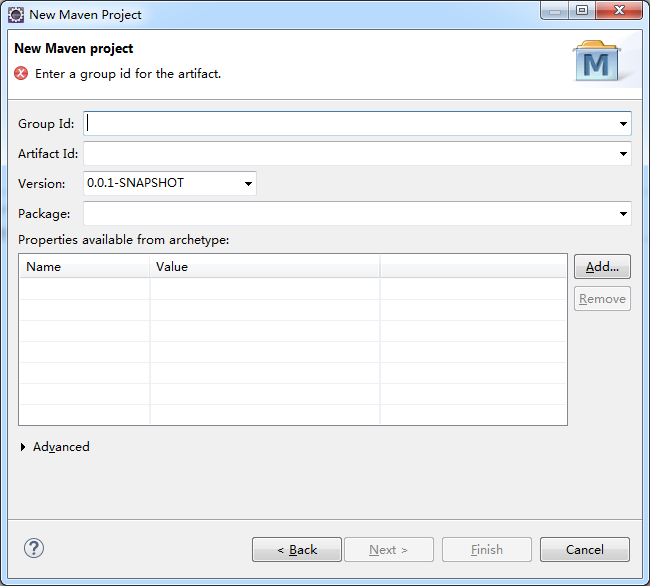 New Maven Project
New Maven project
Enter a group id for the artifact.
Group Id:
Artifact Id:
Version: 0.0.1-SNAPSHOT
Package:
Properties available from archetype:
Name Value
Add...
Remove
Advanced
? < Back Next > Finish Cancel
M